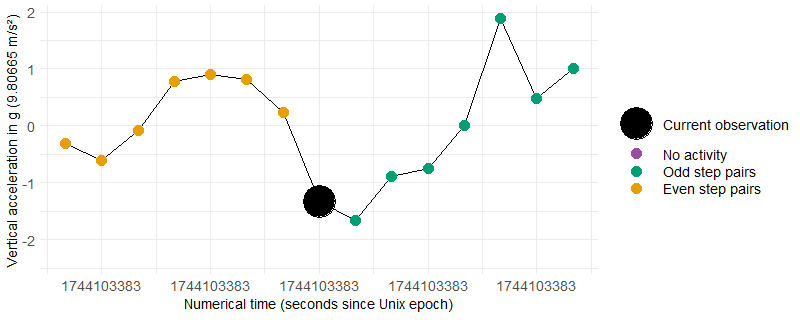 Vertical acceleration in g (9.80665 m/s²)
2
1
0
-1
-2
1744103383 1744103383 1744103383 1744103383 1744103383
Numerical time (seconds since Unix epoch)
Current observation
No activity
Odd step pairs
Even step pairs